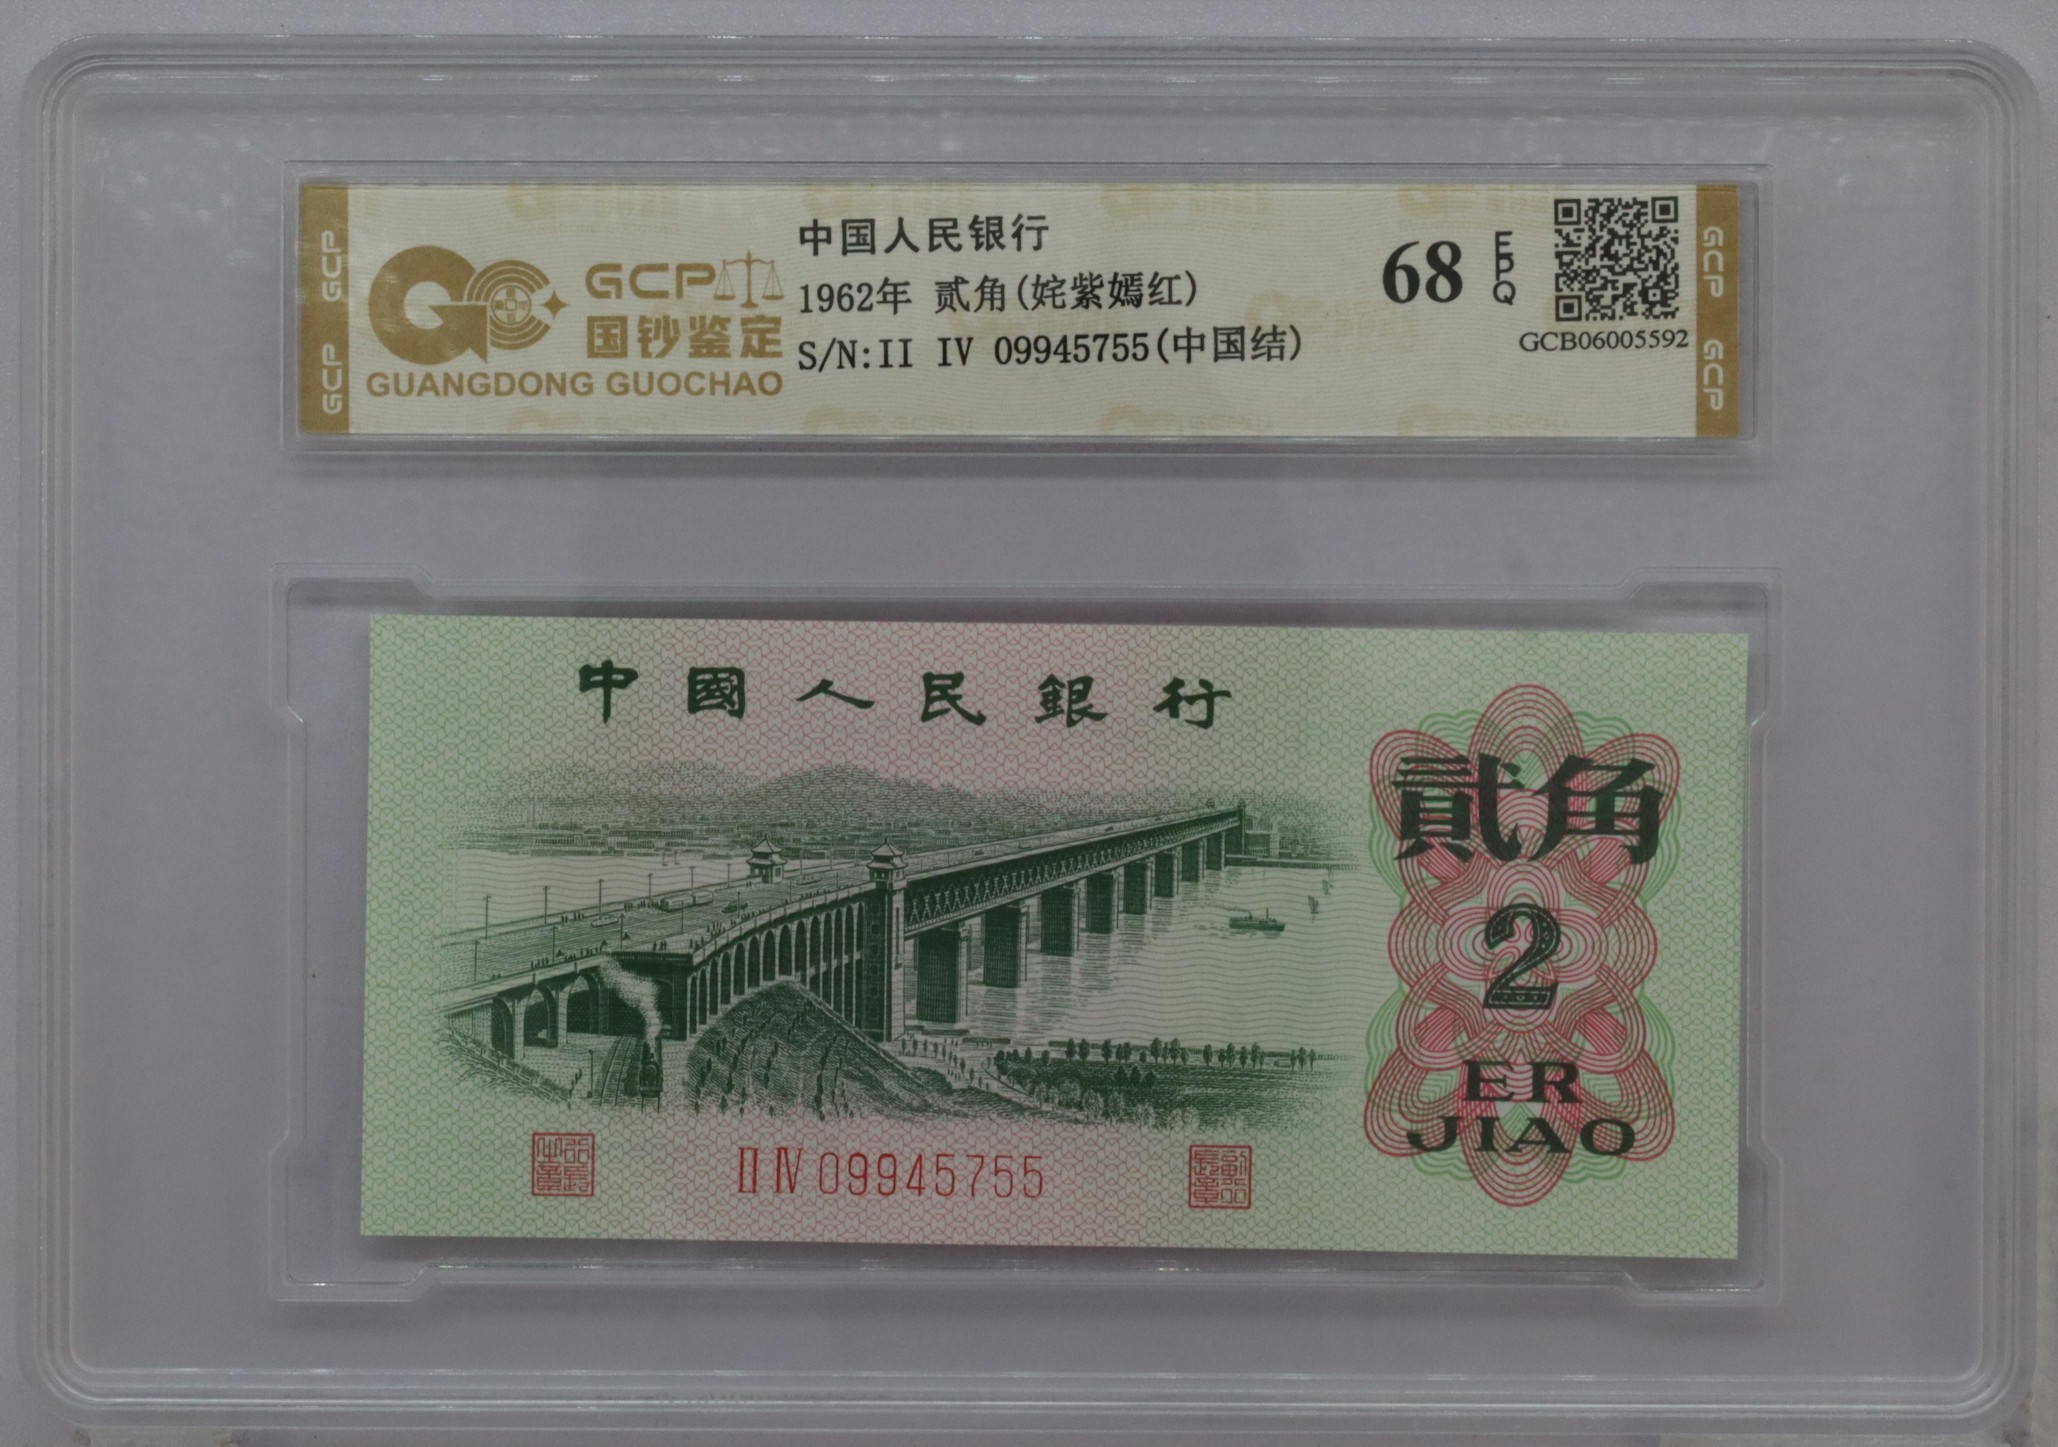 GCP GCP
GCP
国钞鉴定
GUANGDONG GUOCHAO
中国人民银行
1962年 贰角(姹紫嫣红)
S/N:II IV 09945755(中国结)
68
EPQ
GCB06005592
GCP GCP
中國人民銀行
貳角
2
ER
JIAO
II IV 09945755